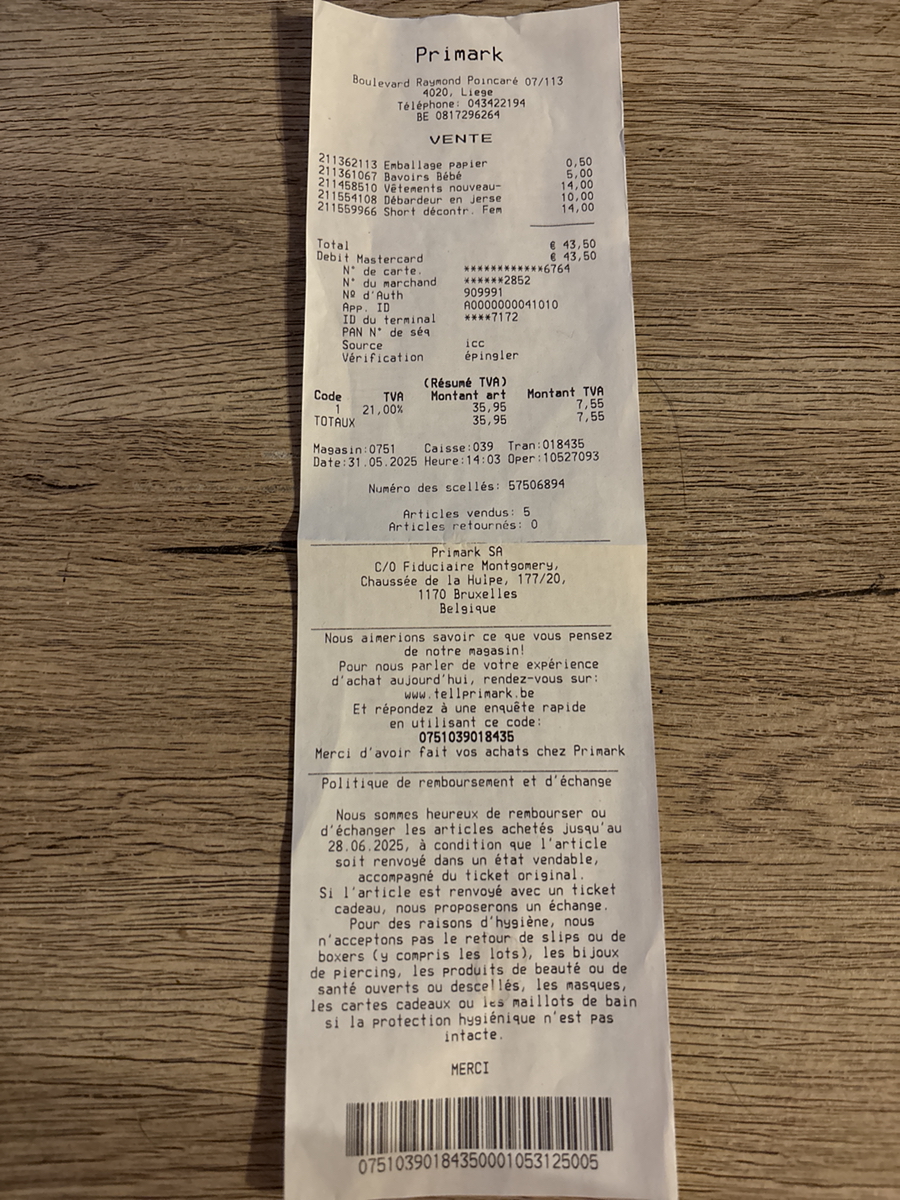 Primark
Boulevard Raymond Poincaré 07/113
4020, Liege
Téléphone: 043422194
BE 0817296264
VENTE
211362113 Emballage papier 0,50
211361067 Bavoirs Bébé 5,00
211458510 Vêtements nouveau- 14,00
211554108 Débardeur en jerse 10,00
211559966 Short décontr. Fem 14,00
Total € 43,50
Debit Mastercard € 43,50
N° de carte. ************6764
N° du marchand ******2852
Nº d'Auth 909991
App. ID A0000000041010
ID du terminal ****7172
PAN N° de séq
Source icc
Vérification épingler
(Résumé TVA)
Code TVA Montant art Montant TVA
1 21,00% 35,95 7,55
TOTAUX 35,95 7,55
Magasin:0751 Caisse:039 Tran:018435
Date:31.05.2025 Heure:14:03 Oper:10527093
Numéro des scellés: 57506894
Articles vendus: 5
Articles retournés: 0
Primark SA
C/O Fiduciaire Montgomery,
Chaussée de la Hulpe, 177/20,
1170 Bruxelles
Belgique
Nous aimerions savoir ce que vous pensez
de notre magasin!
Pour nous parler de votre expérience
d'achat aujourd'hui, rendez-vous sur:
www.tellprimark.be
Et répondez à une enquête rapide
en utilisant ce code:
0751039018435
Merci d'avoir fait vos achats chez Primark
Politique de remboursement et d'échange
Nous sommes heureux de rembourser ou
d'échanger les articles achetés jusqu'au
28.06.2025, à condition que l'article
soit renvoyé dans un état vendable,
accompagné du ticket original.
Si l'article est renvoyé avec un ticket
cadeau, nous proposerons un échange.
Pour des raisons d'hygiène, nous
n'acceptons pas le retour de slips ou de
boxers (y compris les lots), les bijoux
de piercing, les produits de beauté ou de
santé ouverts ou descellés, les masques,
les cartes cadeaux ou les maillots de bain
si la protection hygiénique n'est pas
intacte.
MERCI
07510390184350001053125005